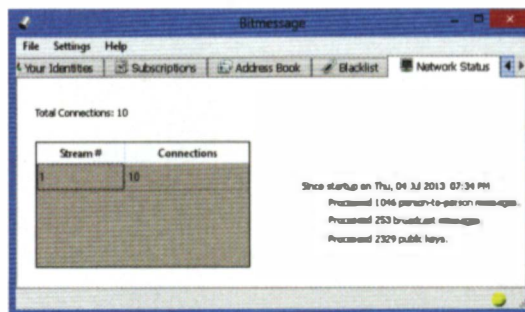 Bitmessage
File Settings Help
Your Identities Subscriptions Address Book Blacklist Network Status
Total Connections: 10
Stream # Connections
1 10
Since startup on Thu, 04 Jul 2013 07:34 PM
Processed 1046 person-to-person messages.
Processed 253 broadcast messages.
Processed 2329 public keys.